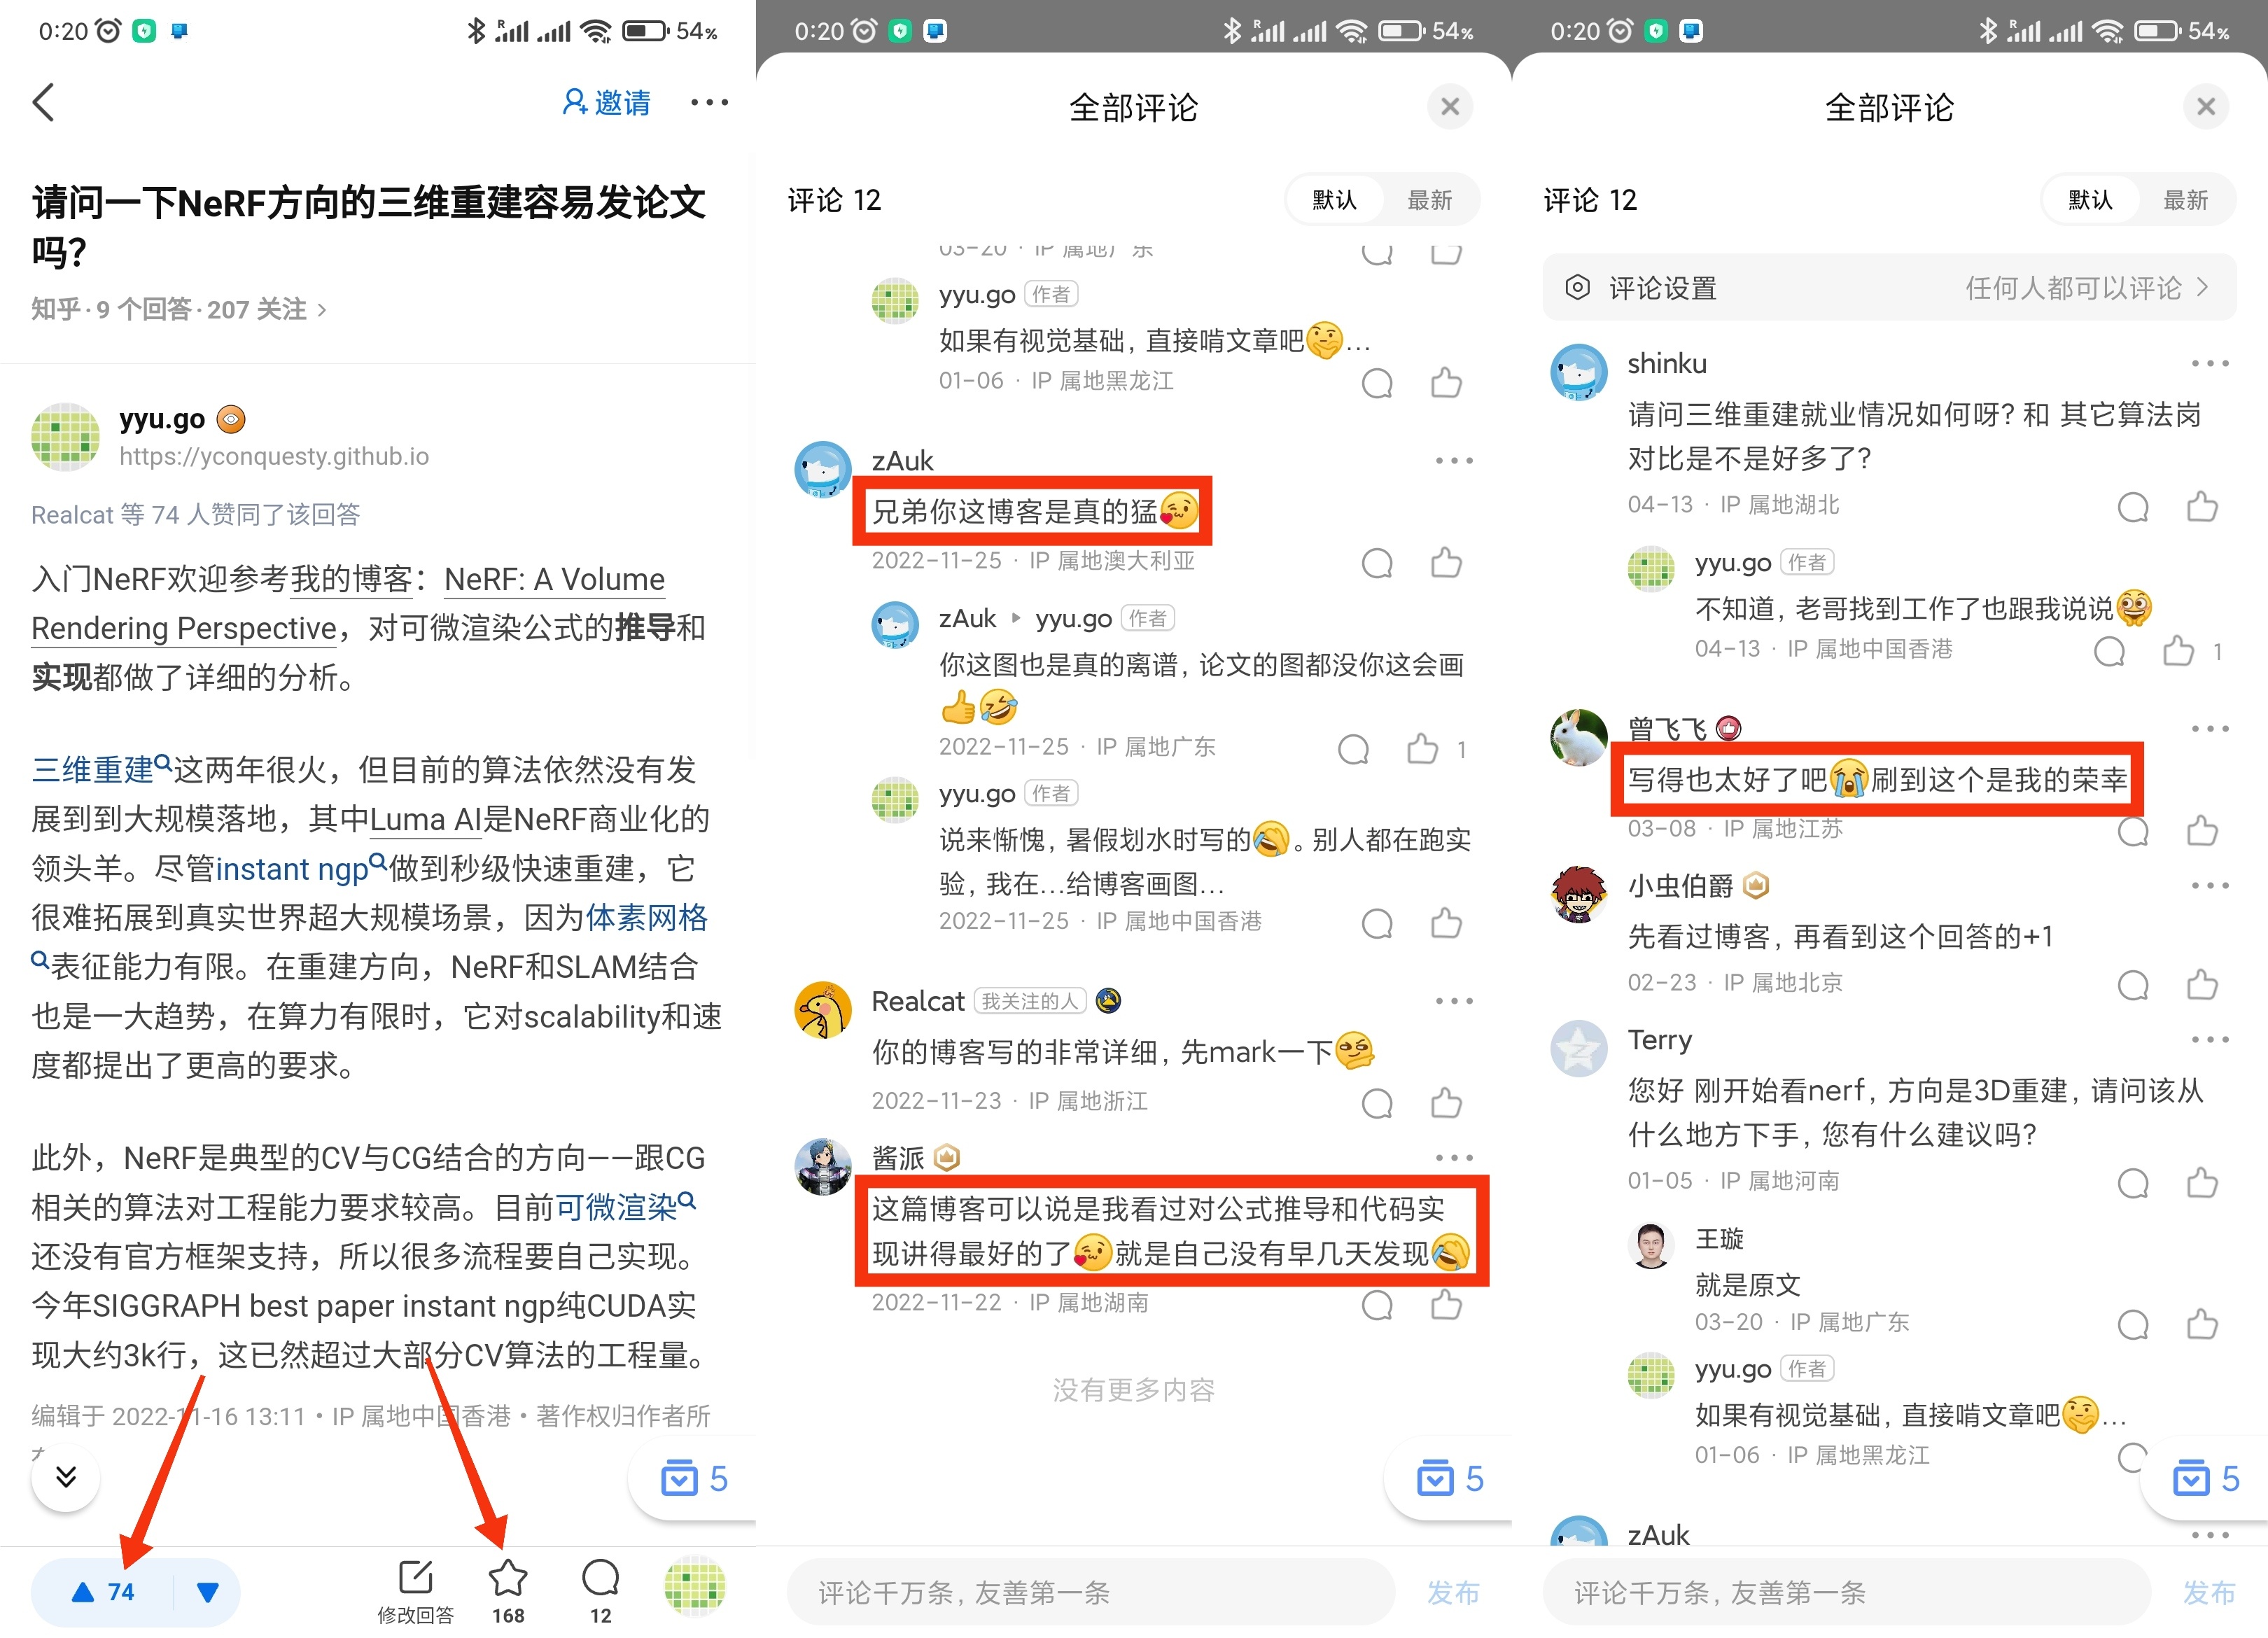 0:20
54%
邀请
请问一下NeRF方向的三维重建容易发论文
吗？
知乎 · 9 个回答 · 207 关注 >
yyu.go
https://yconquesty.github.io
Realcat 等 74 人赞同了该回答
入门NeRF欢迎参考我的博客：NeRF: A Volume
Rendering Perspective，对可微渲染公式的推导和
实现都做了详细的分析。
三维重建这两年很火，但目前的算法依然没有发
展到到大规模落地，其中Luma AI是NeRF商业化的
领头羊。尽管instant ngp做到秒级快速重建，它
很难拓展到真实世界超大规模场景，因为体素网格
表征能力有限。在重建方向，NeRF和SLAM结合
也是一大趋势，在算力有限时，它对scalability和速
度都提出了更高的要求。
此外，NeRF是典型的CV与CG结合的方向——跟CG
相关的算法对工程能力要求较高。目前可微渲染
还没有官方框架支持，所以很多流程要自己实现。
今年SIGGRAPH best paper instant ngp纯CUDA实
现大约3k行，这已然超过大部分CV算法的工程量。
编辑于 2022-11-16 13:11 · IP 属地中国香港 · 著作权归作者所
5
74
修改回答
168
12
0:20
54%
全部评论
评论 12
默认
最新
03-20 · IP 属地广东
yyu.go 作者
如果有视觉基础，直接啃文章吧🤔…
01-06 · IP 属地黑龙江
zAuk
兄弟你这博客是真的猛😘
2022-11-25 · IP 属地澳大利亚
zAuk ▸ yyu.go 作者
你这图也是真的离谱，论文的图都没你这会画
👍🤣
2022-11-25 · IP 属地广东
1
yyu.go 作者
说来惭愧，暑假划水时写的🤣。别人都在跑实
验，我在…给博客画图…
2022-11-25 · IP 属地中国香港
Realcat 我关注的人
你的博客写的非常详细，先mark一下
2022-11-23 · IP 属地浙江
酱派
这篇博客可以说是我看过对公式推导和代码实
现讲得最好的了😘就是自己没有早几天发现🤣
2022-11-22 · IP 属地湖南
没有更多内容
5
评论千万条，友善第一条
发布
0:20
54%
全部评论
评论 12
默认
最新
评论设置
任何人都可以评论 >
shinku
请问三维重建就业情况如何呀？和 其它算法岗
对比是不是好多了？
04-13 · IP 属地湖北
yyu.go 作者
不知道，老哥找到工作了也跟我说说
04-13 · IP 属地中国香港
1
曾飞飞
写得也太好了吧😭刷到这个是我的荣幸
03-08 · IP 属地江苏
小虫伯爵
先看过博客，再看到这个回答的+1
02-23 · IP 属地北京
Terry
您好 刚开始看nerf，方向是3D重建，请问该从
什么地方下手，您有什么建议吗？
01-05 · IP 属地河南
王璇
就是原文
03-20 · IP 属地广东
yyu.go 作者
如果有视觉基础，直接啃文章吧🤔…
01-06 · IP 属地黑龙江
5
zAuk
评论千万条，友善第一条
发布